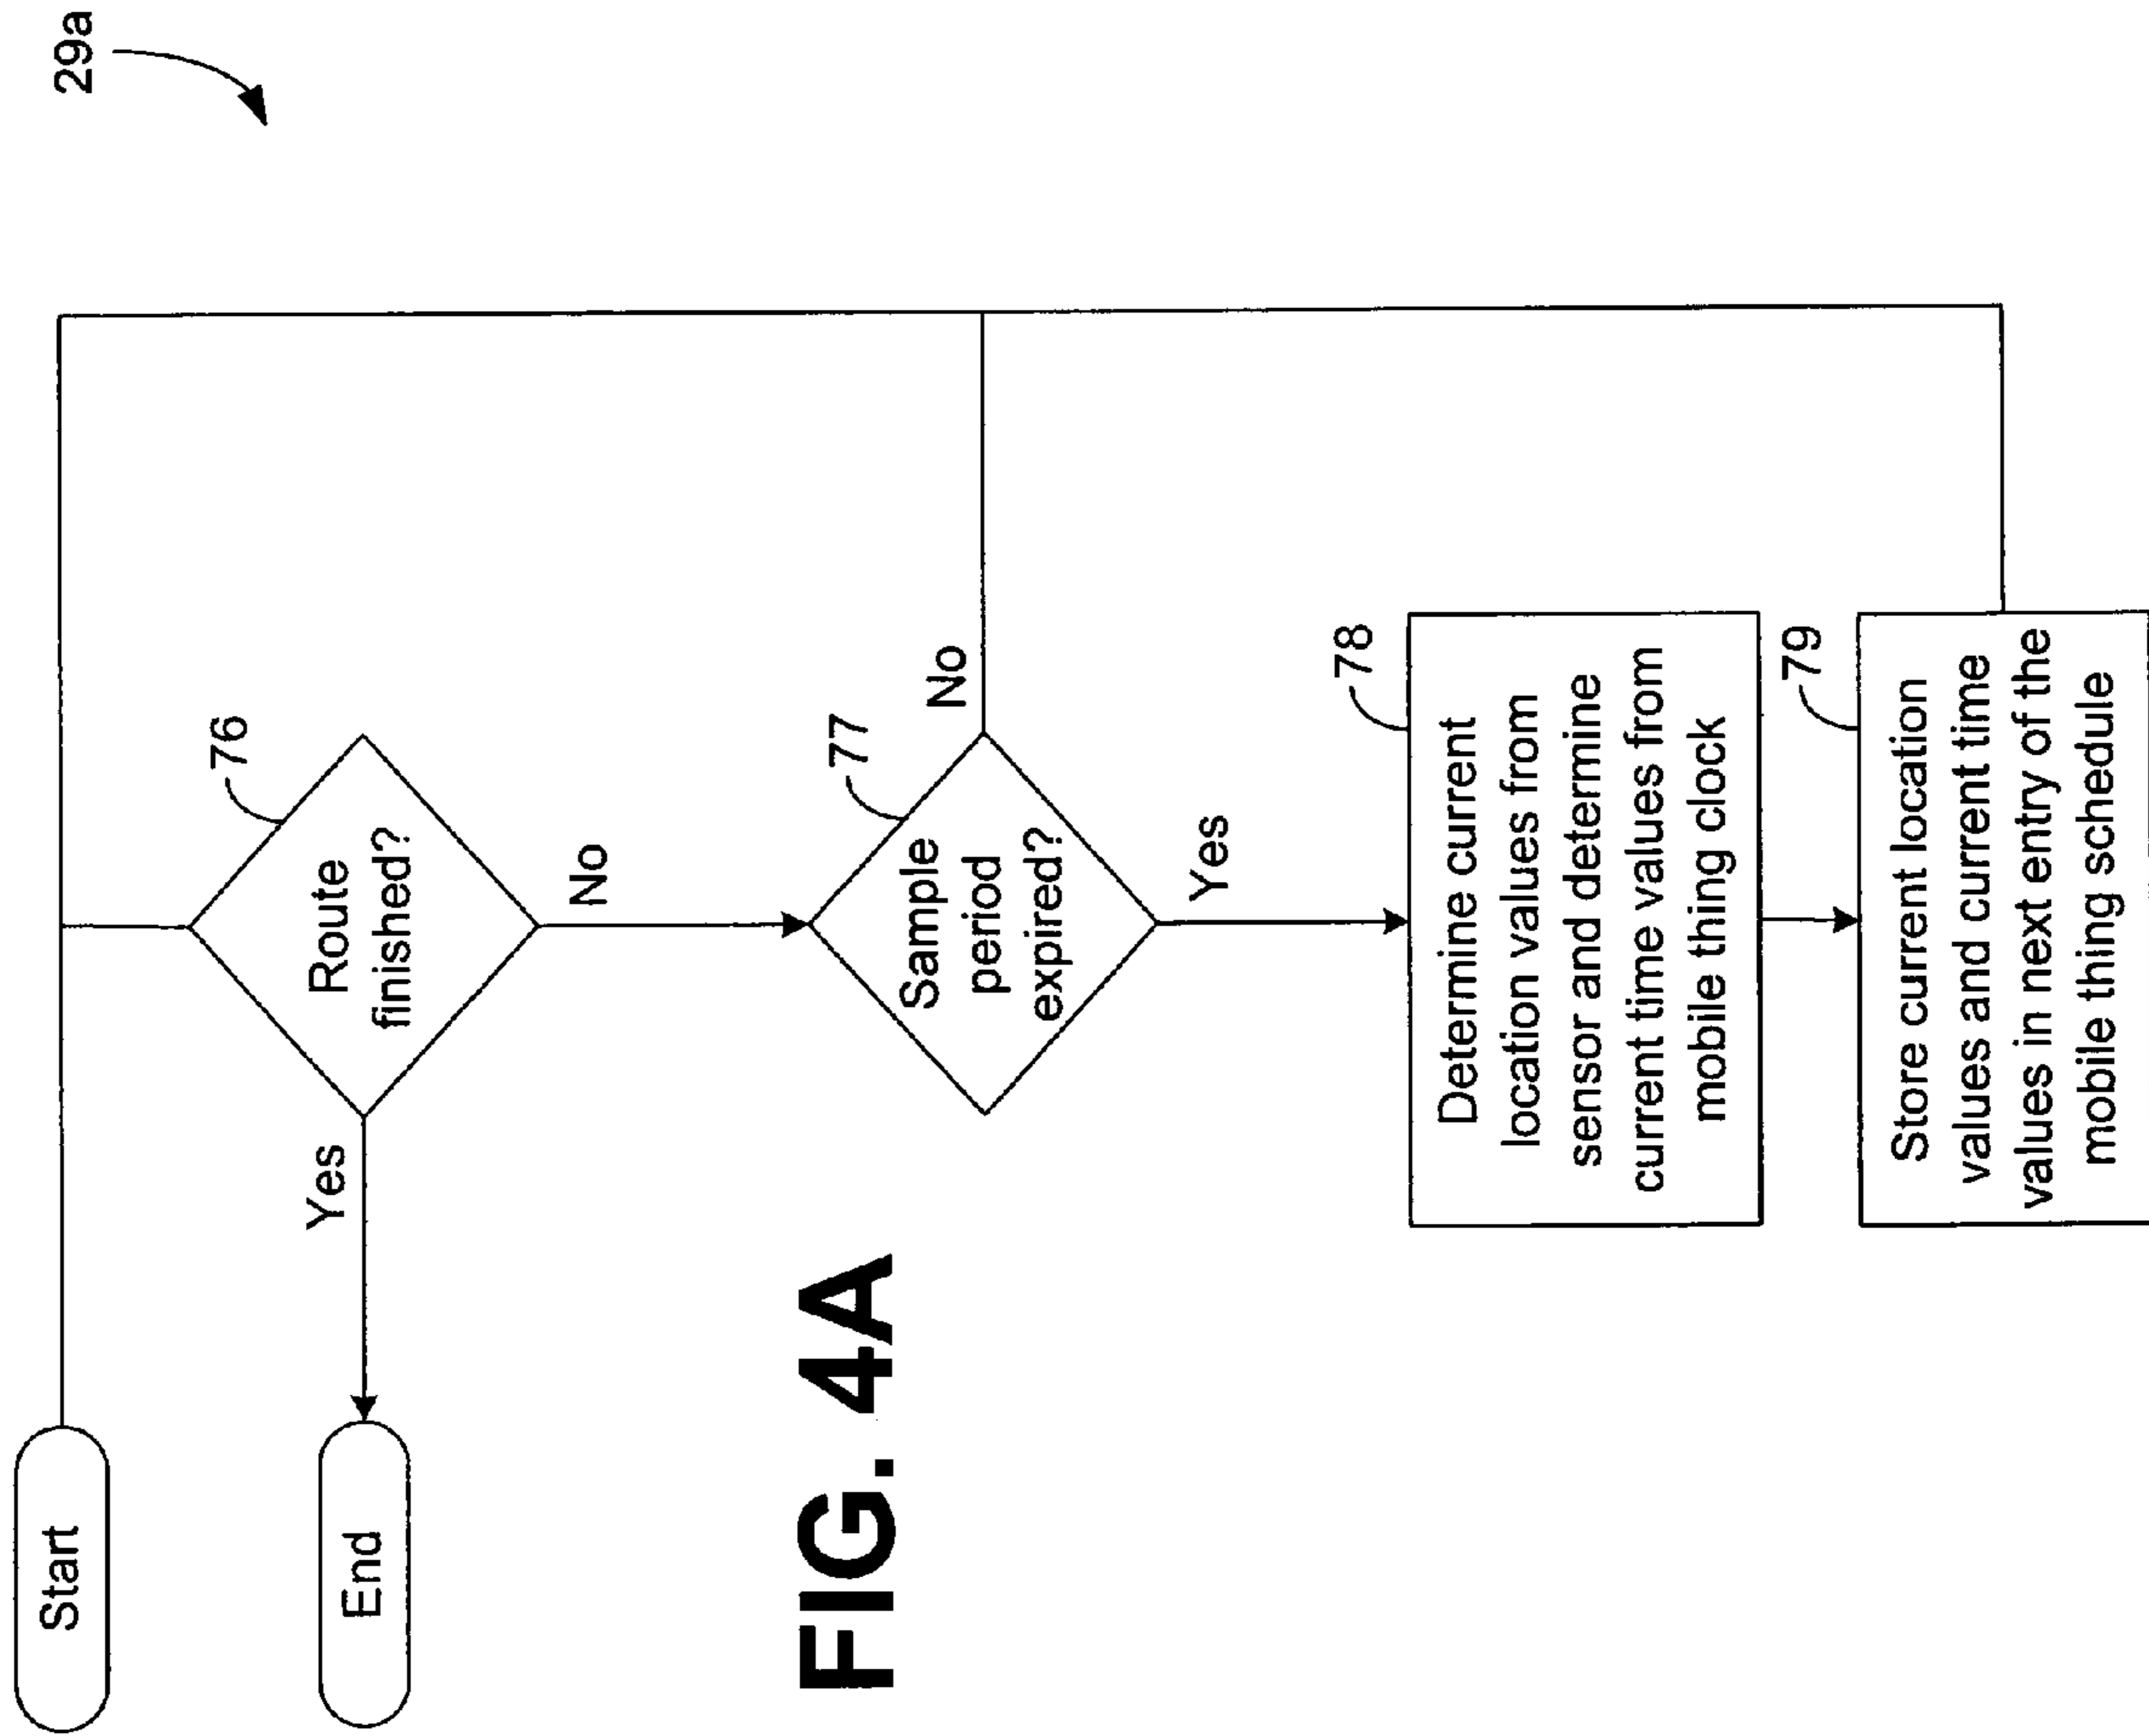 29a
Start
76
Route
finished?
Yes
End
No
77
Sample
period
expired?
No
Yes
78
Determine current
location values from
sensor and determine
current time values from
mobile thing clock
79
Store current location
values and current time
values in next entry of the
mobile thing schedule
FIG. 4A